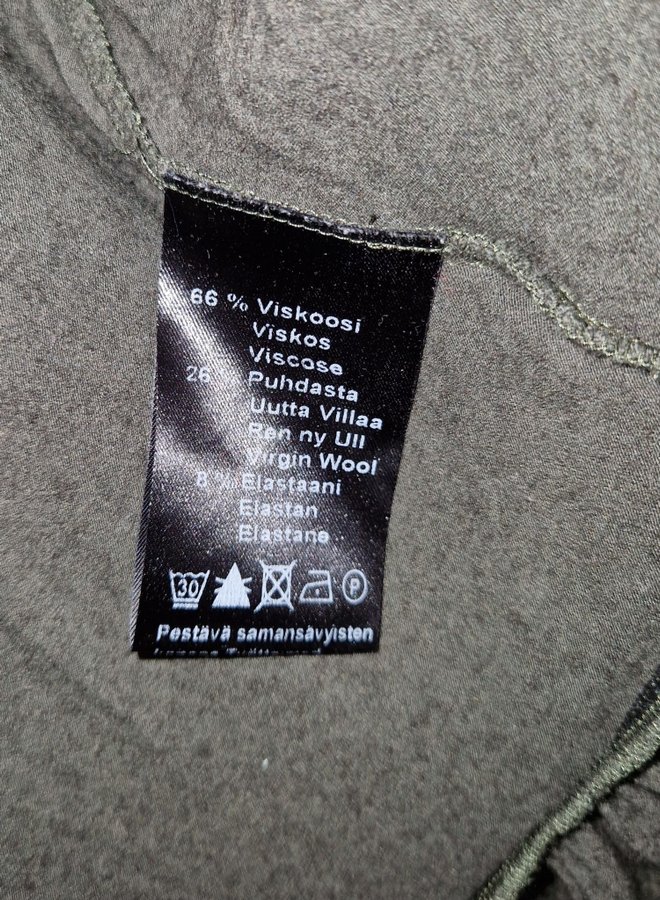 66 % Viskoosi
Viskos
Viscose
26 % Puhdasta
Uutta Villaa
Ren ny Ull
Virgin Wool
8 % Elastaani
Elastan
Elastane
30 P
Pestävä samansävyisten